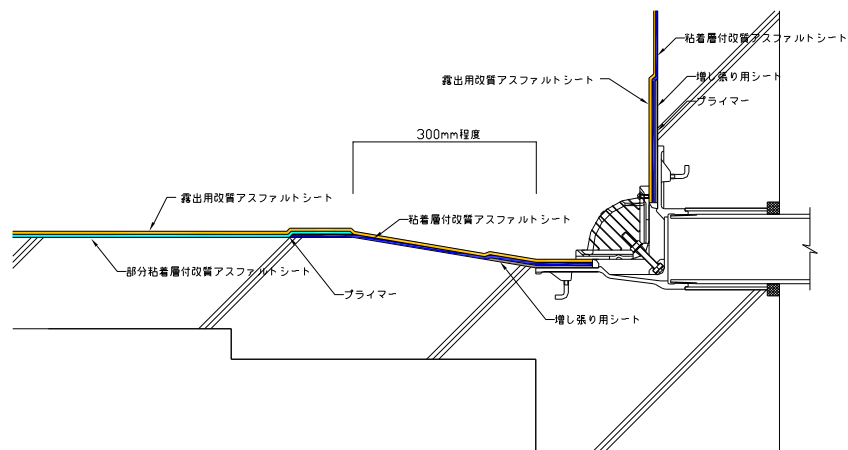 粘着層付改質アスファルトシート
露出用改質アスファルトシート
増し張り用シート
プライマー
300mm程度
露出用改質アスファルトシート
粘着層付改質アスファルトシート
部分粘着層付改質アスファルトシート
プライマー
増し張り用シート